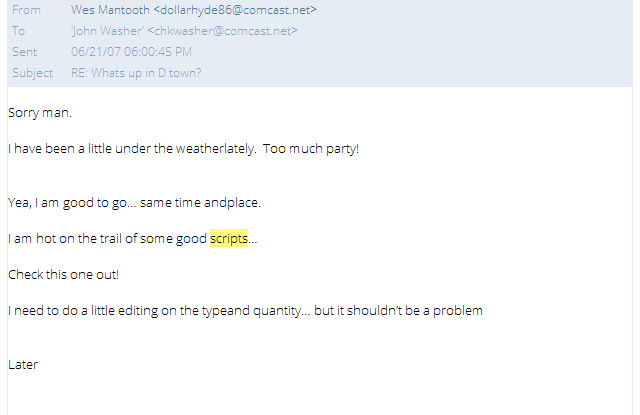 From Wes Mantooth <dollarhyde86@comcast.net>
To 'John Washer' <chkwasher@comcast.net>
Sent 06/21/07 06:00:45 PM
Subject RE: Whats up in D town?
Sorry man.
I have been a little under the weatherlately.  Too much party!
Yea, I am good to go... same time andplace.
I am hot on the trail of some good scripts...
Check this one out!
I need to do a little editing on the typeand quantity... but it shouldn't be a problem
Later